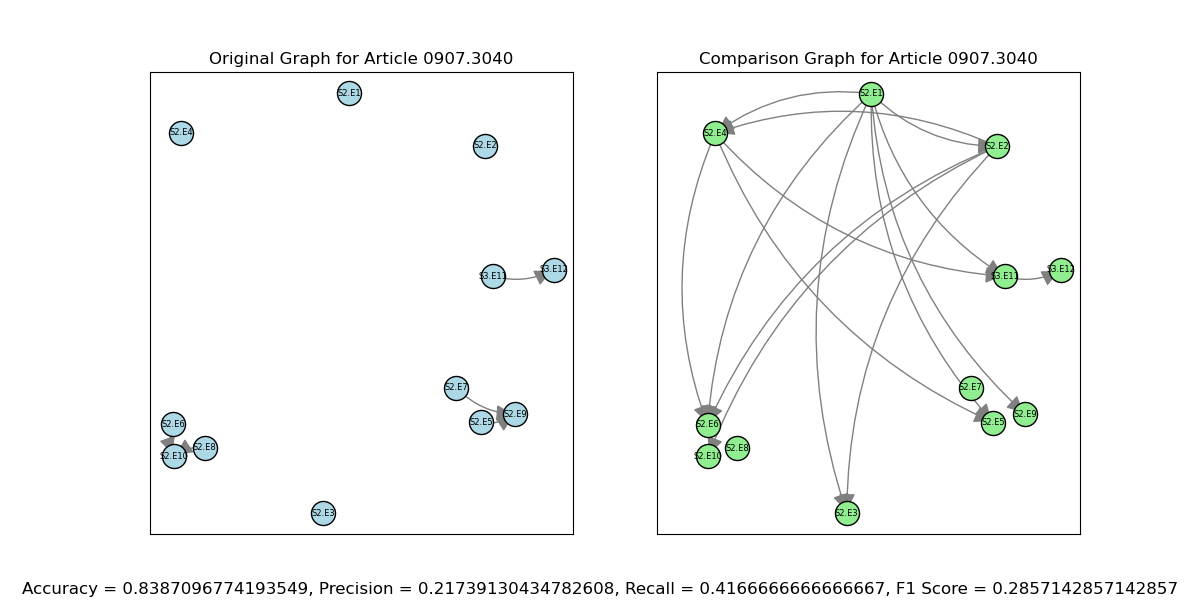 Original Graph for Article 0907.3040
Comparison Graph for Article 0907.3040
S2.E1
S2.E4
S2.E2
S3.E11
S3.E12
S2.E7
S2.E5
S2.E9
S2.E6
S2.E8
S2.E10
S2.E3
S2.E1
S2.E4
S2.E2
S3.E11
S3.E12
S2.E7
S2.E5
S2.E9
S2.E6
S2.E8
S2.E10
S2.E3
Accuracy = 0.8387096774193549, Precision = 0.21739130434782608, Recall = 0.4166666666666667, F1 Score = 0.2857142857142857